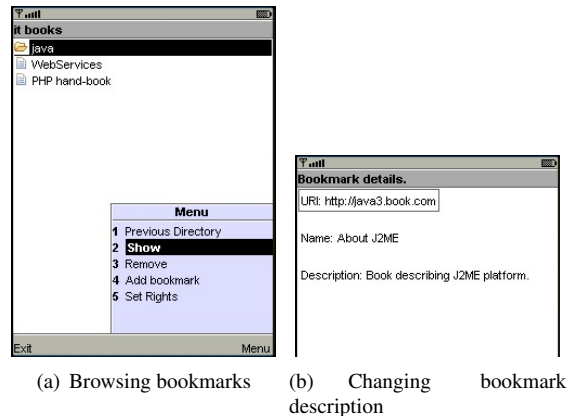 it books
java
WebServices
PHP hand-book
Menu
1 Previous Directory
2 Show
3 Remove
4 Add bookmark
5 Set Rights
Exit Menu
(a) Browsing bookmarks
Bookmark details.
URI: http://java3.book.com
Name: About J2ME
Description: Book describing J2ME platform.
(b) Changing bookmark
description